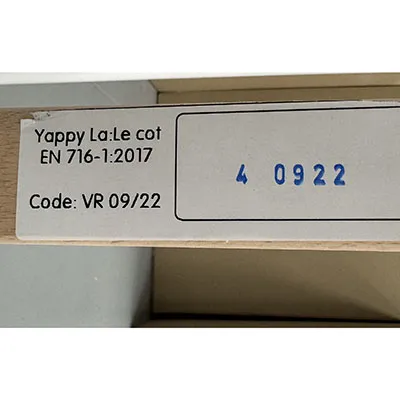 Yappy La:Le cot
EN 716-1:2017
Code: VR 09/22
4 0922